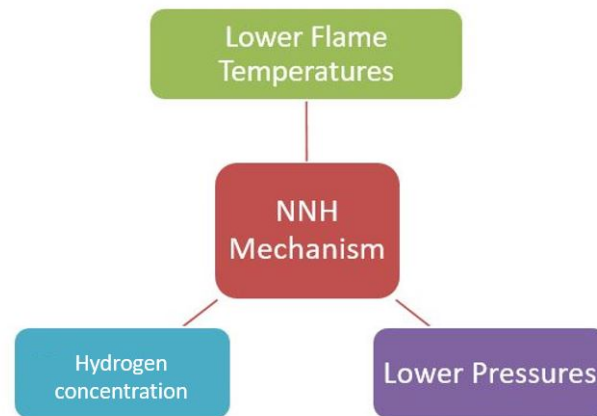 Lower Flame
Temperatures
NNH
Mechanism
Hydrogen
concentration
Lower Pressures